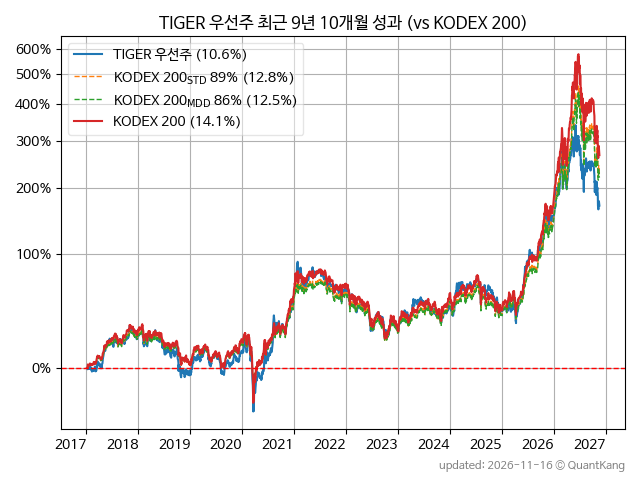 TIGER 우선주 최근 9년 10개월 성과 (vs KODEX 200)
600%
500%
400%
300%
200%
100%
0%
TIGER 우선주 (10.6%)
KODEX 200STD 89% (12.8%)
KODEX 200MDD 86% (12.5%)
KODEX 200 (14.1%)
2017 2018 2019 2020 2021 2022 2023 2024 2025 2026 2027
updated: 2026-11-16 © QuantKang